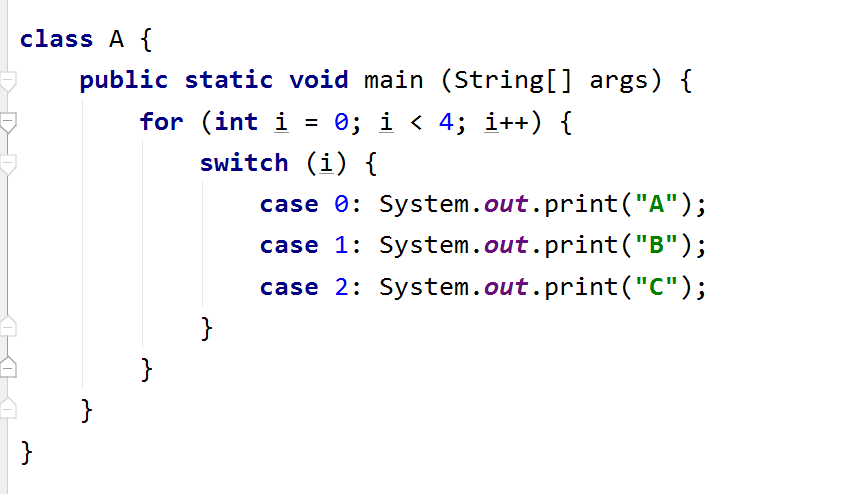 class A {
    public static void main (String[] args) {
        for (int i = 0; i < 4; i++) {
            switch (i) {
                case 0: System.out.print("A");
                case 1: System.out.print("B");
                case 2: System.out.print("C");
            }
        }
    }
}